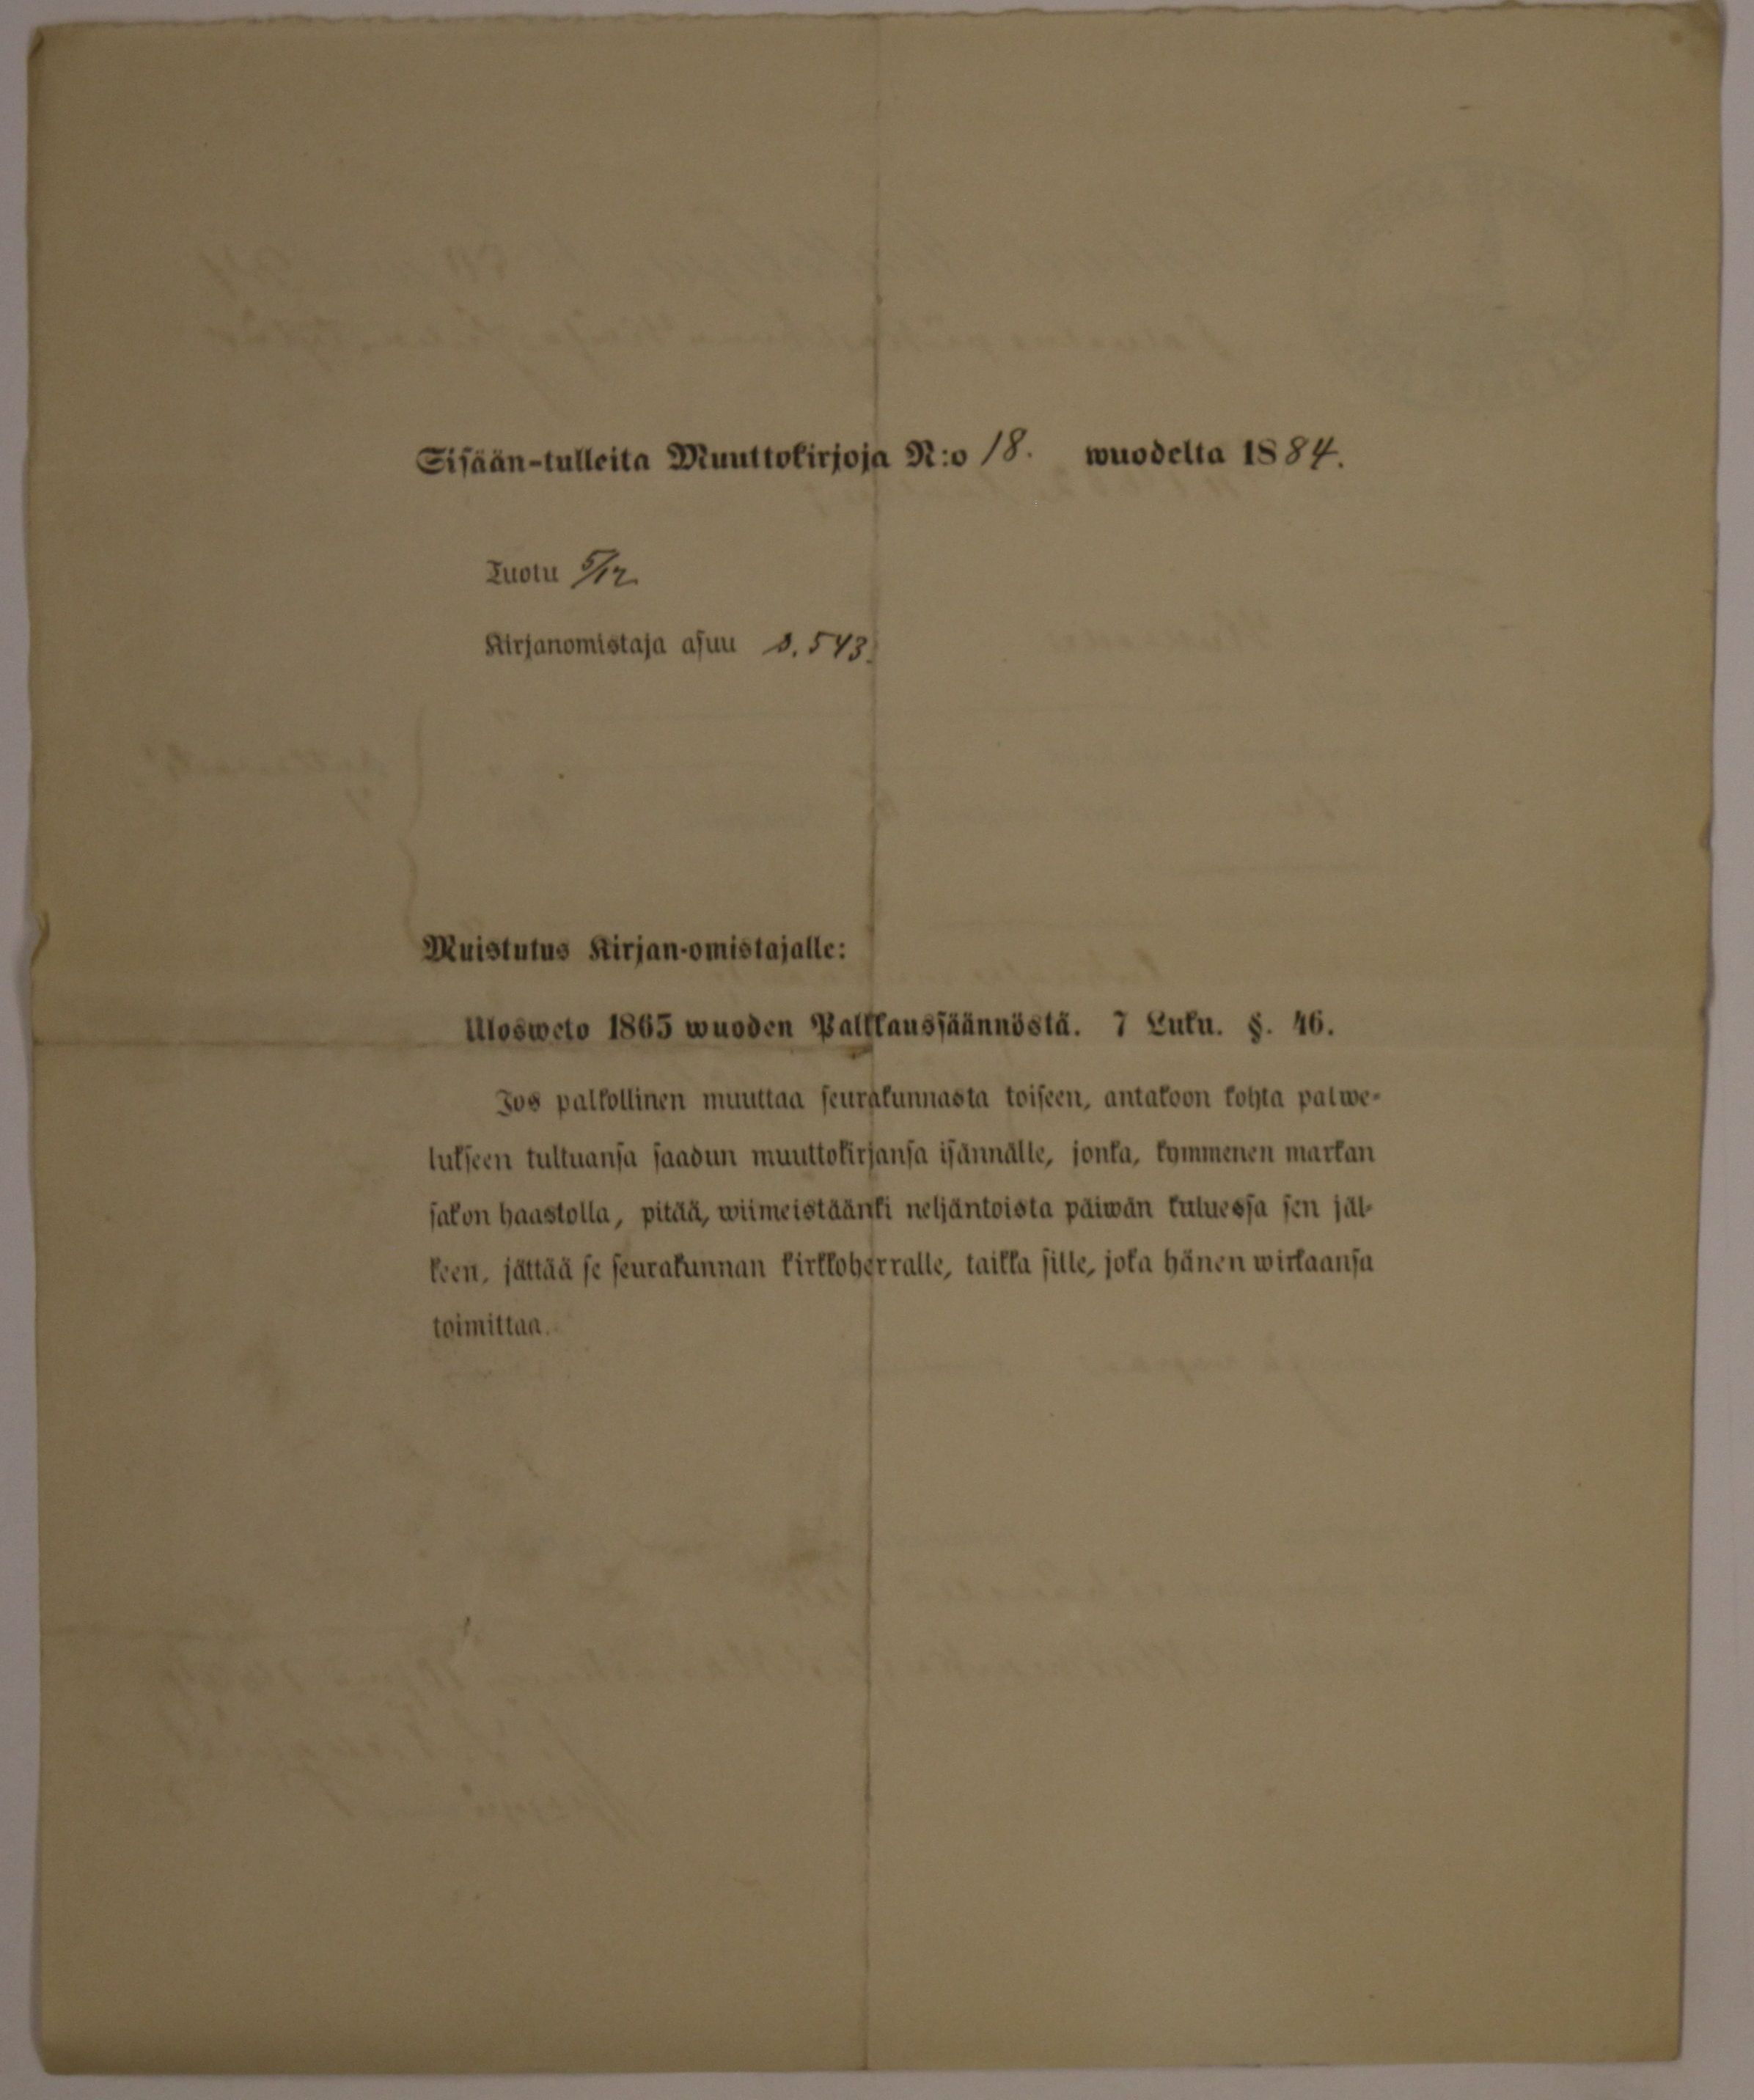 Sisään-tulleita Muuttokirjoja N:o 18. wuodelta 1884.
Tuotu 5/12
Kirjanomistaja asuu s. 543.
Muistutus Kirjan-omistajalle:
Ulosweto 1865 wuoden Palkkaussäännöstä. 7 Luku. §. 46.
Jos palkollinen muuttaa seurakunnasta toiseen, antakoon kohta palwe-
lukseen tultuansa saadun muuttokirjansa isännälle, jonka, kymmenen markan
sakon haastolla, pitää, wiimeistäänki neljäntoista päiwän kuluessa sen jäl-
keen, jättää se seurakunnan kirkkoherralle, taikka sille, joka hänen wirkaansa
toimittaa.